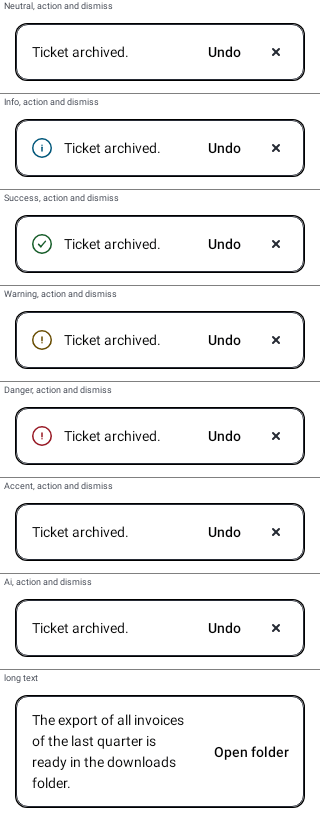 Neutral, action and dismiss
Ticket archived. Undo
Info, action and dismiss
Ticket archived. Undo
Success, action and dismiss
Ticket archived. Undo
Warning, action and dismiss
Ticket archived. Undo
Danger, action and dismiss
Ticket archived. Undo
Accent, action and dismiss
Ticket archived. Undo
Ai, action and dismiss
Ticket archived. Undo
long text
The export of all invoices
of the last quarter is
ready in the downloads
folder.
Open folder